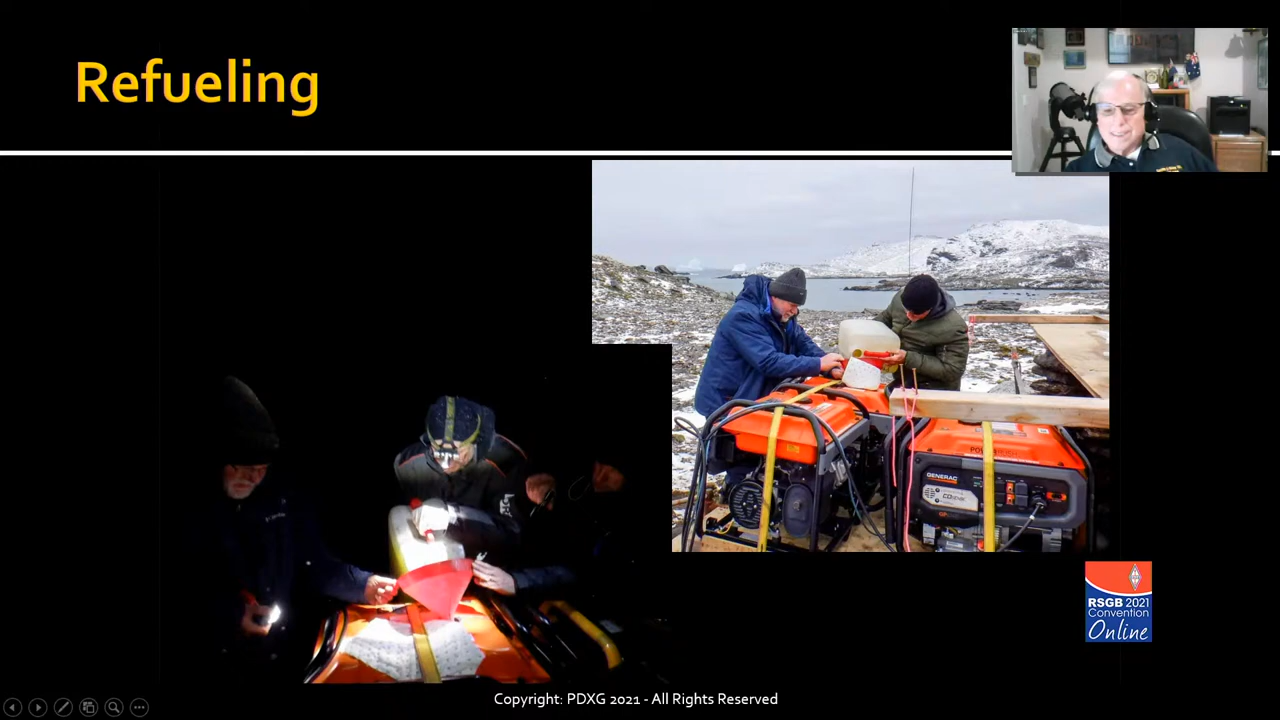 Refueling
GENERAC
RSGB 2021
Convention
Online
Copyright: PDXG 2021 - All Rights Reserved